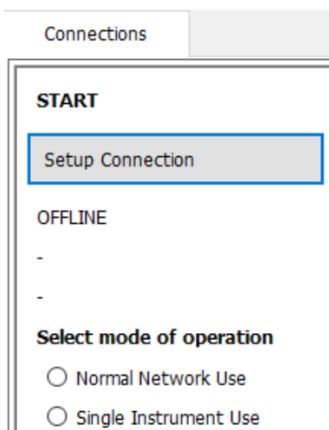 Connections
START
Setup Connection
OFFLINE
-
-
Select mode of operation
Normal Network Use
Single Instrument Use